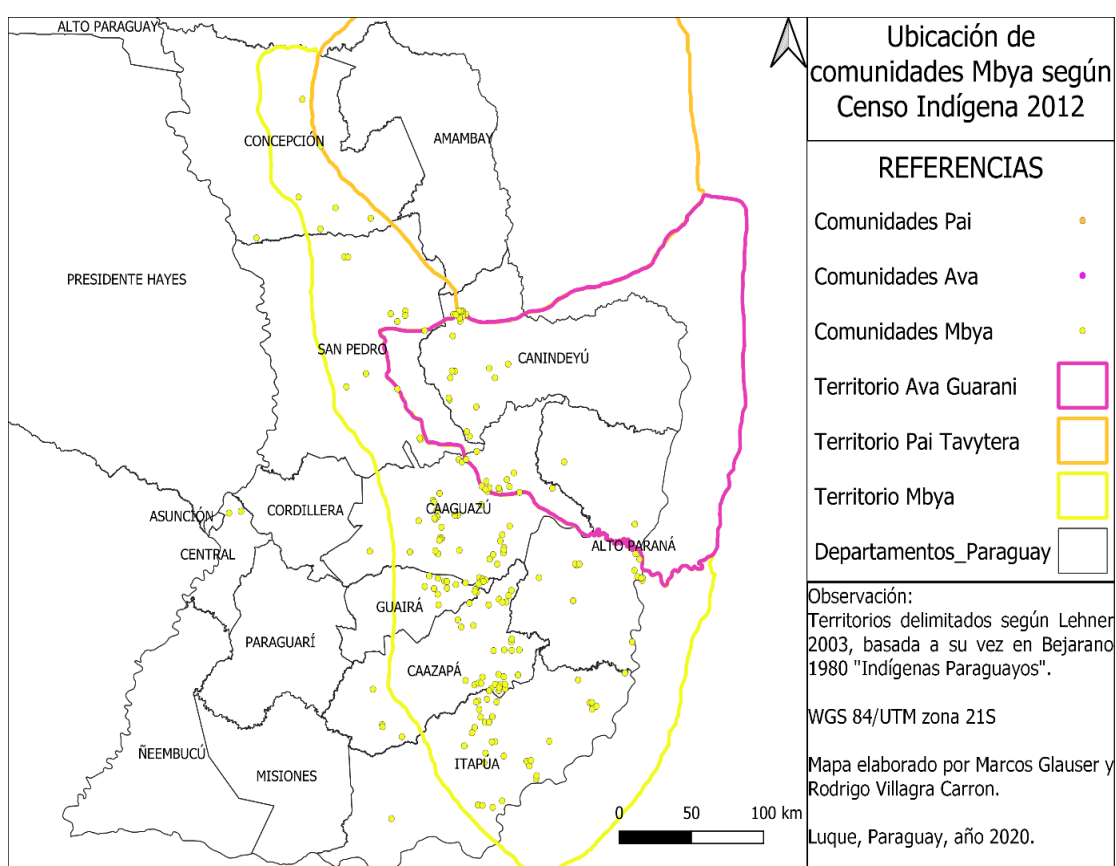 ALTO PARAGUAY
CONCEPCIÓN
AMAMBAY
PRESIDENTE HAYES
SAN PEDRO
CANINDEYÚ
ASUNCIÓN
CORDILLERA
CAAGUAZÚ
CENTRAL
ALTO PARANÁ
GUAIRÁ
PARAGUARÍ
CAAZAPÁ
ÑEEMBUCÚ
MISIONES
ITAPÚA
0 50 100 km
Ubicación de
comunidades Mbya según
Censo Indígena 2012
REFERENCIAS
Comunidades Pai
Comunidades Ava
Comunidades Mbya
Territorio Ava Guarani
Territorio Pai Tavytera
Territorio Mbya
Departamentos_Paraguay
Observación:
Territorios delimitados según Lehner
2003, basada a su vez en Bejarano
1980 "Indígenas Paraguayos".
WGS 84/UTM zona 21S
Mapa elaborado por Marcos Glauser y
Rodrigo Villagra Carron.
Luque, Paraguay, año 2020.